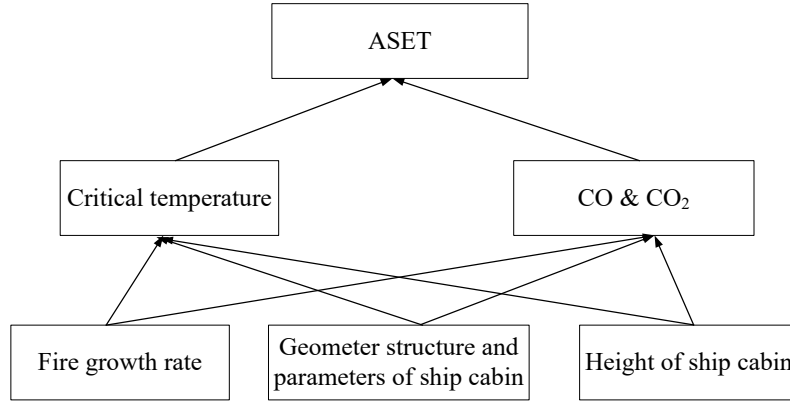 ASET
Critical temperature
CO & CO₂
Fire growth rate
Geometer structure and
parameters of ship cabin
Height of ship cabin